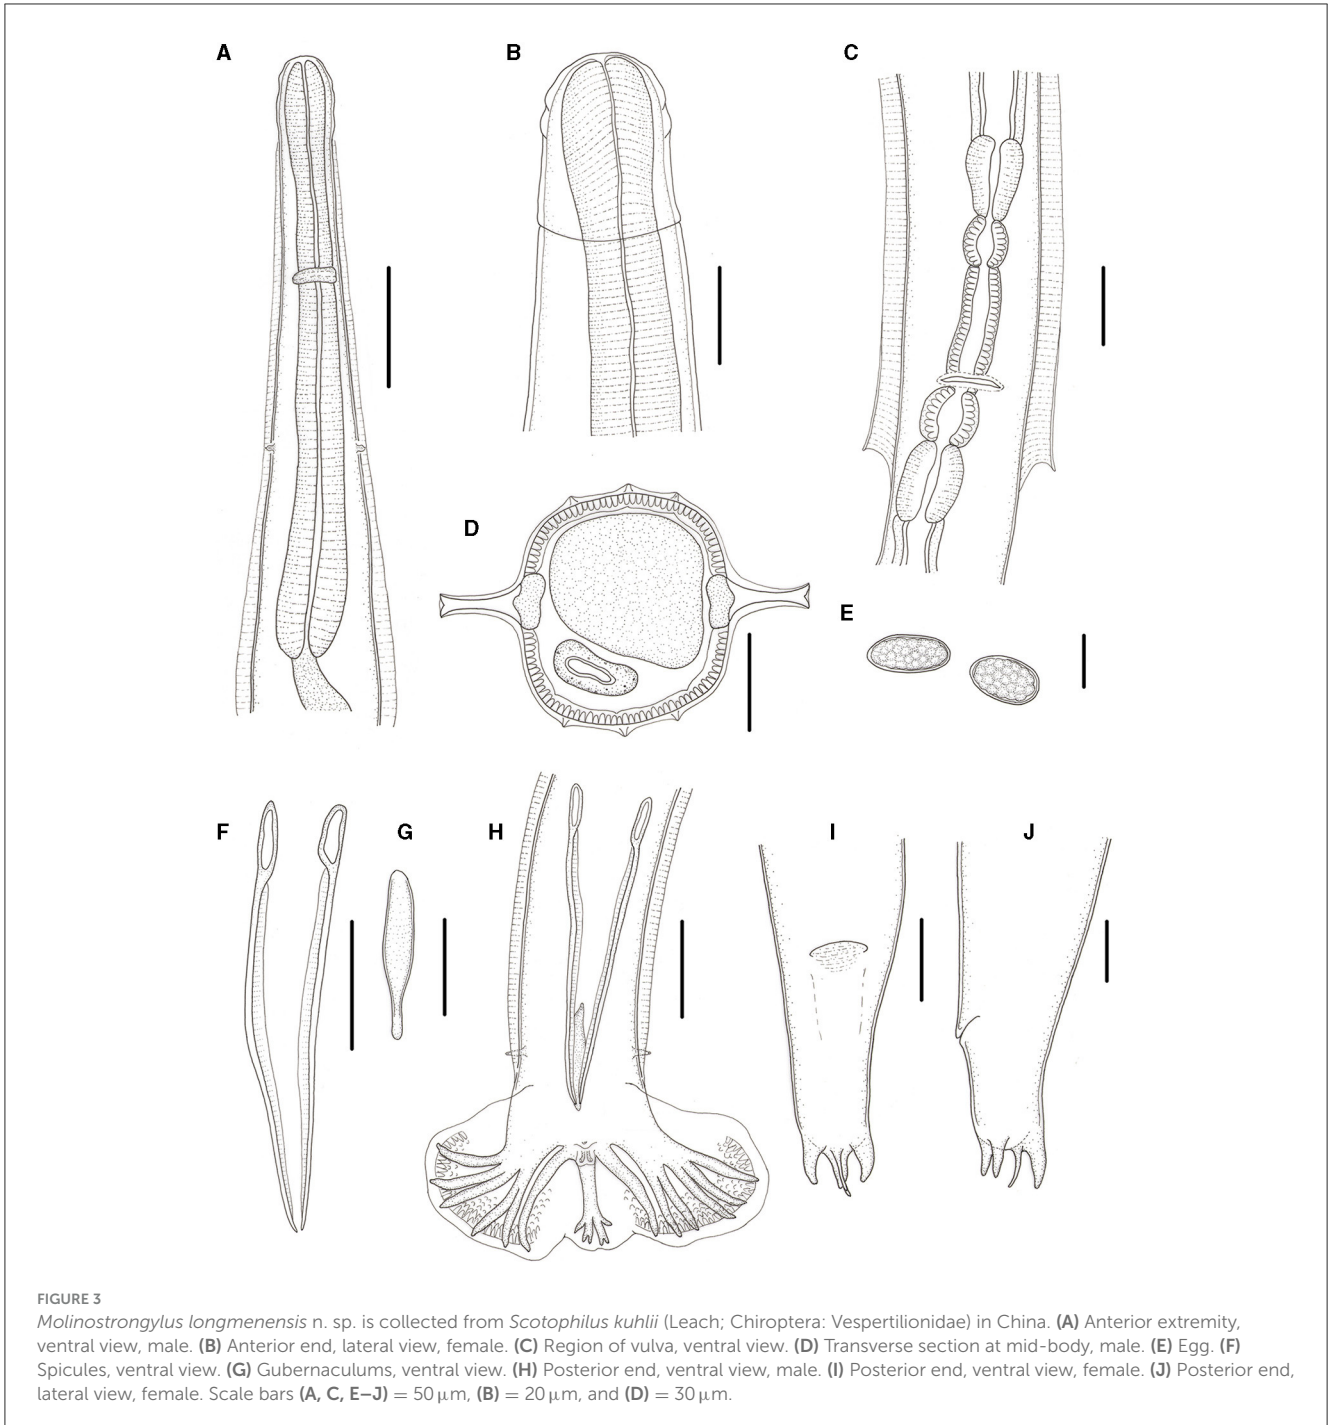 A
B
C
D
E
F
G
H
I
J
FIGURE 3
Molinostrongylus longmenensis n. sp. is collected from Scotophilus kuhlii (Leach; Chiroptera: Vespertilionidae) in China. (A) Anterior extremity,
ventral view, male. (B) Anterior end, lateral view, female. (C) Region of vulva, ventral view. (D) Transverse section at mid-body, male. (E) Egg. (F)
Spicules, ventral view. (G) Gubernaculums, ventral view. (H) Posterior end, ventral view, male. (I) Posterior end, ventral view, female. (J) Posterior end,
lateral view, female. Scale bars (A, C, E–J) = 50 μm, (B) = 20 μm, and (D) = 30 μm.